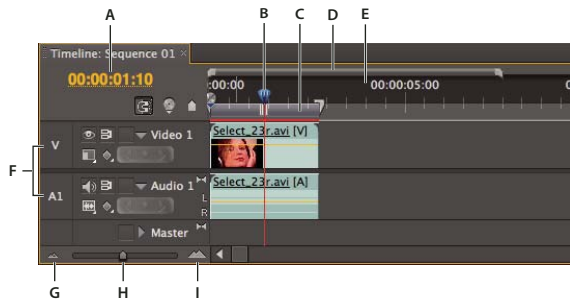 A B C D E
Timeline: Sequence 01 ×
00:00:01:10
:00:00 00:00:05:00 0
V Video 1 Select_23r.avi [V]
F
A1 Audio 1 Select_23r.avi [A]
L
R
Master
G H I